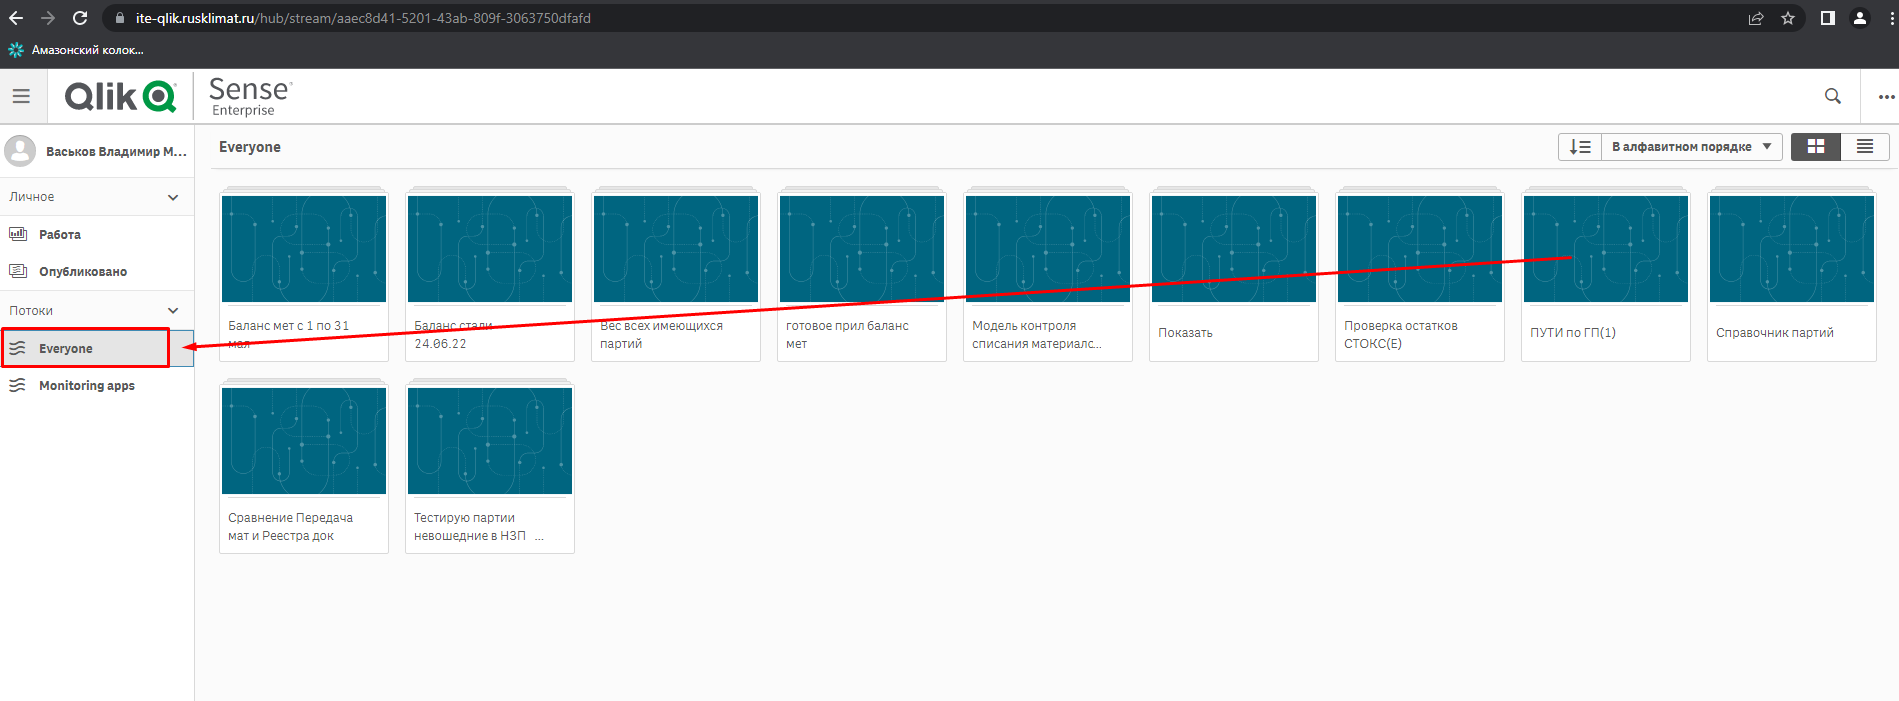 ite-qlik.rusklimat.ru/hub/stream/aaec8d41-5201-43ab-809f-3063750dfafd
Амазонский колок...
Qlik
Sense
Enterprise
Васьков Владимир М...
Everyone
В алфавитном порядке
Личное
Работа
Опубликовано
Потоки
Everyone
Monitoring apps
Баланс мет с 1 по 31
мая
Баланс стали
24.06.22
Вес всех имеющихся
партий
готовое прил баланс
мет
Модель контроля
списания материалс...
Показать
Проверка остатков
СТОКС(Е)
ПУТИ по ГП(1)
Справочник партий
Сравнение Передача
мат и Реестра док
Тестирую партии
невошедние в НЗП ...